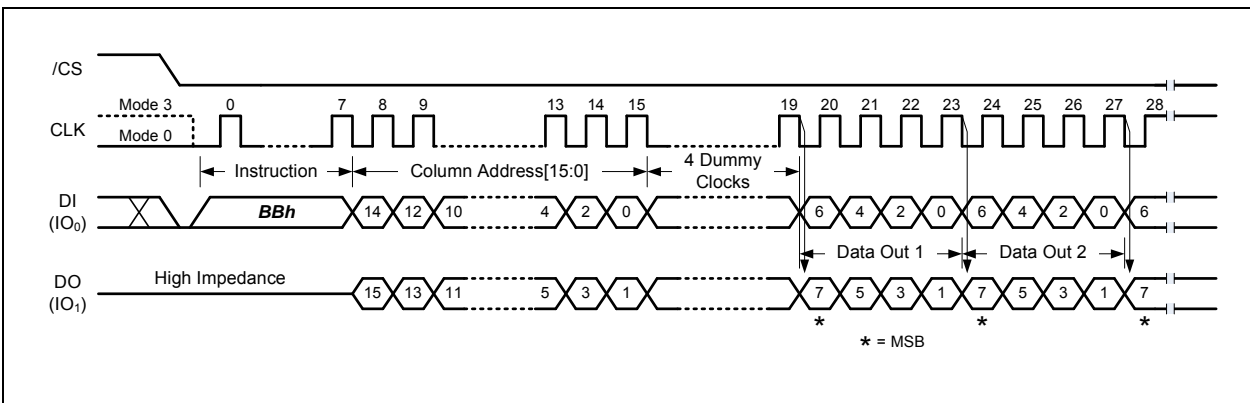 /CS
Mode 3
0
7
8
9
13
14
15
19
20
21
22
23
24
25
26
27
28
CLK
Mode 0
Instruction
Column Address[15:0]
4 Dummy
Clocks
DI
(IO0)
BBh
14
12
10
4
2
0
6
4
2
0
6
4
2
0
6
Data Out 1
Data Out 2
DO
(IO1)
High Impedance
15
13
11
5
3
1
7
5
3
1
7
5
3
1
7
* * *
* = MSB